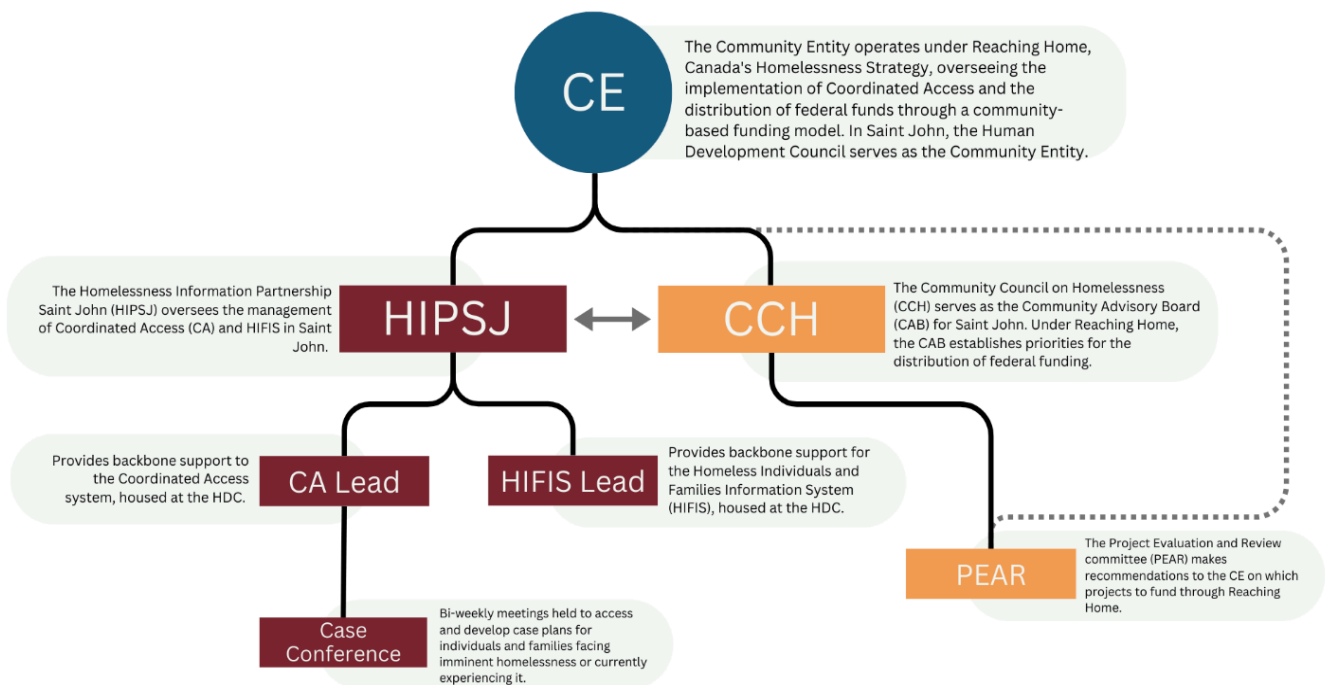 CE
The Community Entity operates under Reaching Home,
Canada's Homelessness Strategy, overseeing the
implementation of Coordinated Access and the
distribution of federal funds through a community-
based funding model. In Saint John, the Human
Development Council serves as the Community Entity.
The Homelessness Information Partnership
Saint John (HIPSJ) oversees the management
of Coordinated Access (CA) and HIFIS in Saint
John.
HIPSJ
CCH
The Community Council on Homelessness
(CCH) serves as the Community Advisory Board
(CAB) for Saint John. Under Reaching Home,
the CAB establishes priorities for the
distribution of federal funding.
Provides backbone support to
the Coordinated Access
system, housed at the HDC.
CA Lead
HIFIS Lead
Provides backbone support for
the Homeless Individuals and
Families Information System
(HIFIS), housed at the HDC.
PEAR
The Project Evaluation and Review
committee (PEAR) makes
recommendations to the CE on which
projects to fund through Reaching
Home.
Case
Conference
Bi-weekly meetings held to access
and develop case plans for
individuals and families facing
imminent homelessness or currently
experiencing it.